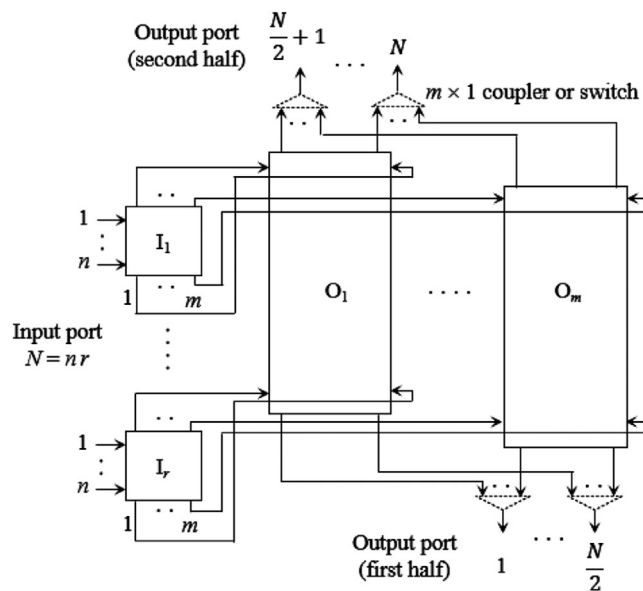 Output port
(second half)
N/2 + 1
. . .
N
m × 1 coupler or switch
. .
. .
. .
1
⋮
n
I₁
. .
1
m
O₁
. . . .
Oₘ
Input port
N = n r
. .
1
⋮
n
Iᵣ
. .
1
m
. .
. .
Output port
(first half)
1
. . .
N/2